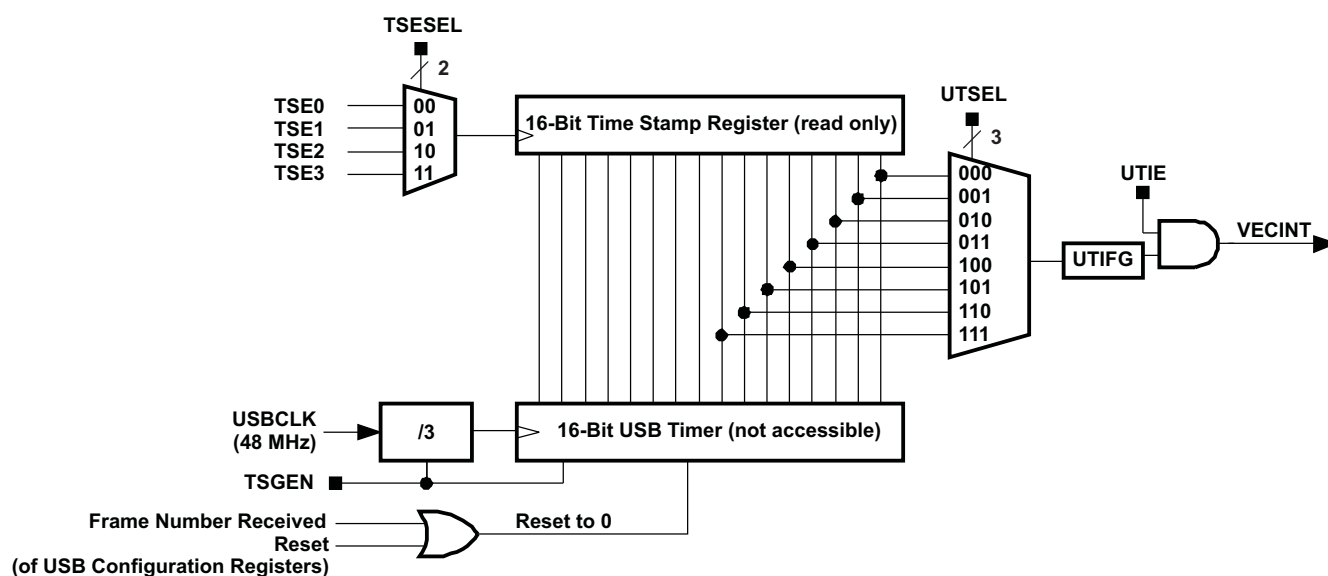 TSESEL
2
TSE0
TSE1
TSE2
TSE3
00
01
10
11
16-Bit Time Stamp Register (read only)
UTSEL
3
000
001
010
011
100
101
110
111
UTIE
UTIFG
VECINT
USBCLK
(48 MHz)
/3
16-Bit USB Timer (not accessible)
TSGEN
Frame Number Received
Reset
(of USB Configuration Registers)
Reset to 0